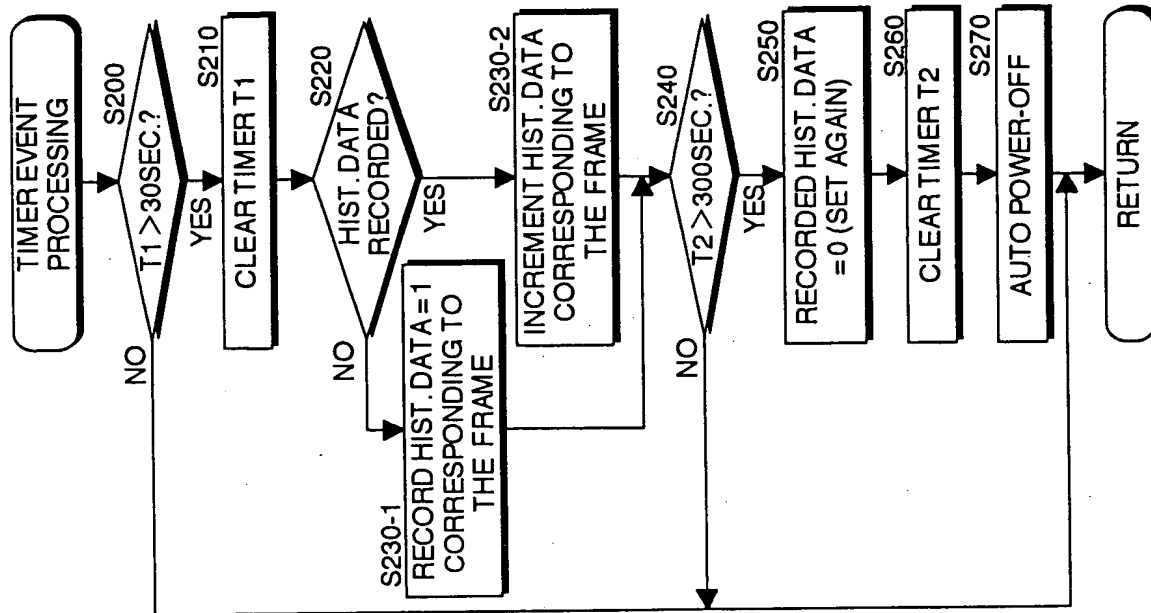 TIMER EVENT
PROCESSING
S200
T1 >30SEC.?
YES
NO
S210
CLEAR TIMER T1
S220
HIST. DATA
RECORDED?
YES
NO
S230-1
RECORD HIST. DATA = 1
CORRESPONDING TO
THE FRAME
S230-2
INCREMENT HIST. DATA
CORRESPONDING TO
THE FRAME
S240
T2 >300SEC.?
YES
NO
S250
RECORDED HIST. DATA
=0 (SET AGAIN)
S260
CLEAR TIMER T2
S270
AUTO POWER-OFF
RETURN